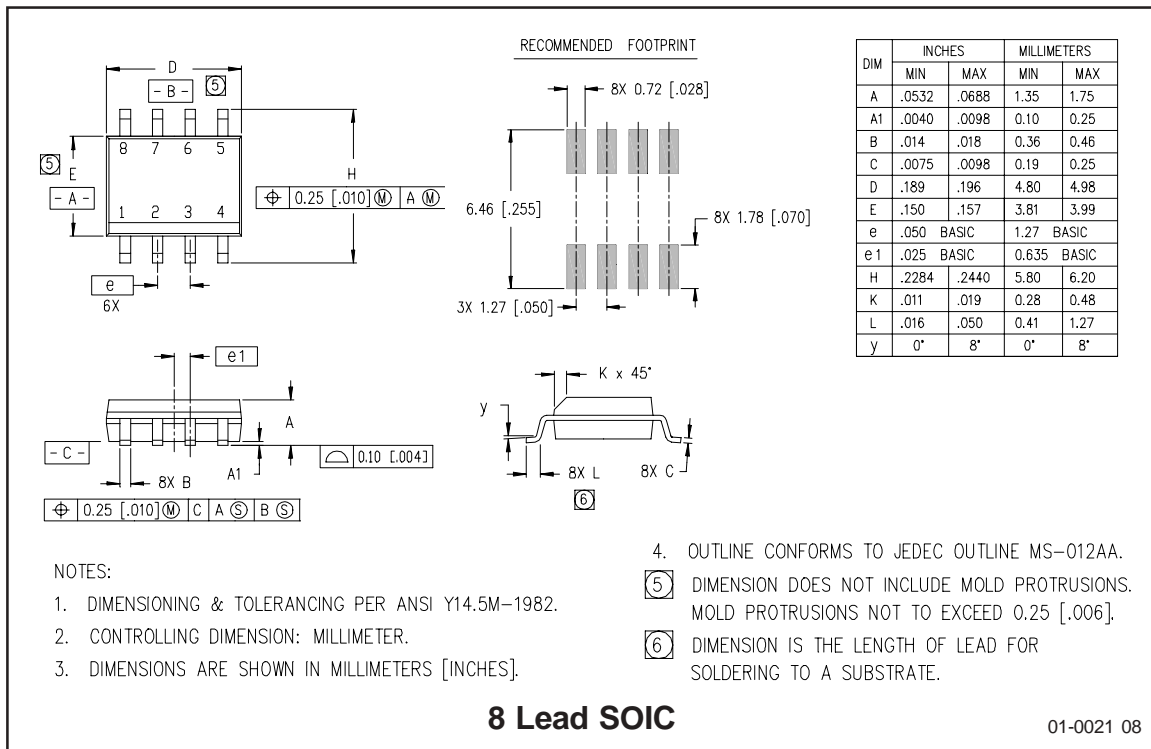 RECOMMENDED FOOTPRINT
D
- B -
5
8 7 6 5
5
E
- A -
1 2 3 4
H
⌖ 0.25 [.010] Ⓜ A Ⓜ
e
6X
8X 0.72 [.028]
6.46 [.255]
8X 1.78 [.070]
3X 1.27 [.050]
DIM INCHES MILLIMETERS
MIN MAX MIN MAX
A .0532 .0688 1.35 1.75
A1 .0040 .0098 0.10 0.25
B .014 .018 0.36 0.46
C .0075 .0098 0.19 0.25
D .189 .196 4.80 4.98
E .150 .157 3.81 3.99
e .050 BASIC 1.27 BASIC
e1 .025 BASIC 0.635 BASIC
H .2284 .2440 5.80 6.20
K .011 .019 0.28 0.48
L .016 .050 0.41 1.27
y 0° 8° 0° 8°
e1
A
- C -
8X B
A1
⌓ 0.10 [.004]
⌖ 0.25 [.010] Ⓜ C A Ⓢ B Ⓢ
K x 45°
y
8X L
6
8X C
NOTES:
1. DIMENSIONING & TOLERANCING PER ANSI Y14.5M-1982.
2. CONTROLLING DIMENSION: MILLIMETER.
3. DIMENSIONS ARE SHOWN IN MILLIMETERS [INCHES].
4. OUTLINE CONFORMS TO JEDEC OUTLINE MS-012AA.
5 DIMENSION DOES NOT INCLUDE MOLD PROTRUSIONS.
MOLD PROTRUSIONS NOT TO EXCEED 0.25 [.006].
6 DIMENSION IS THE LENGTH OF LEAD FOR
SOLDERING TO A SUBSTRATE.
8 Lead SOIC
01-0021 08